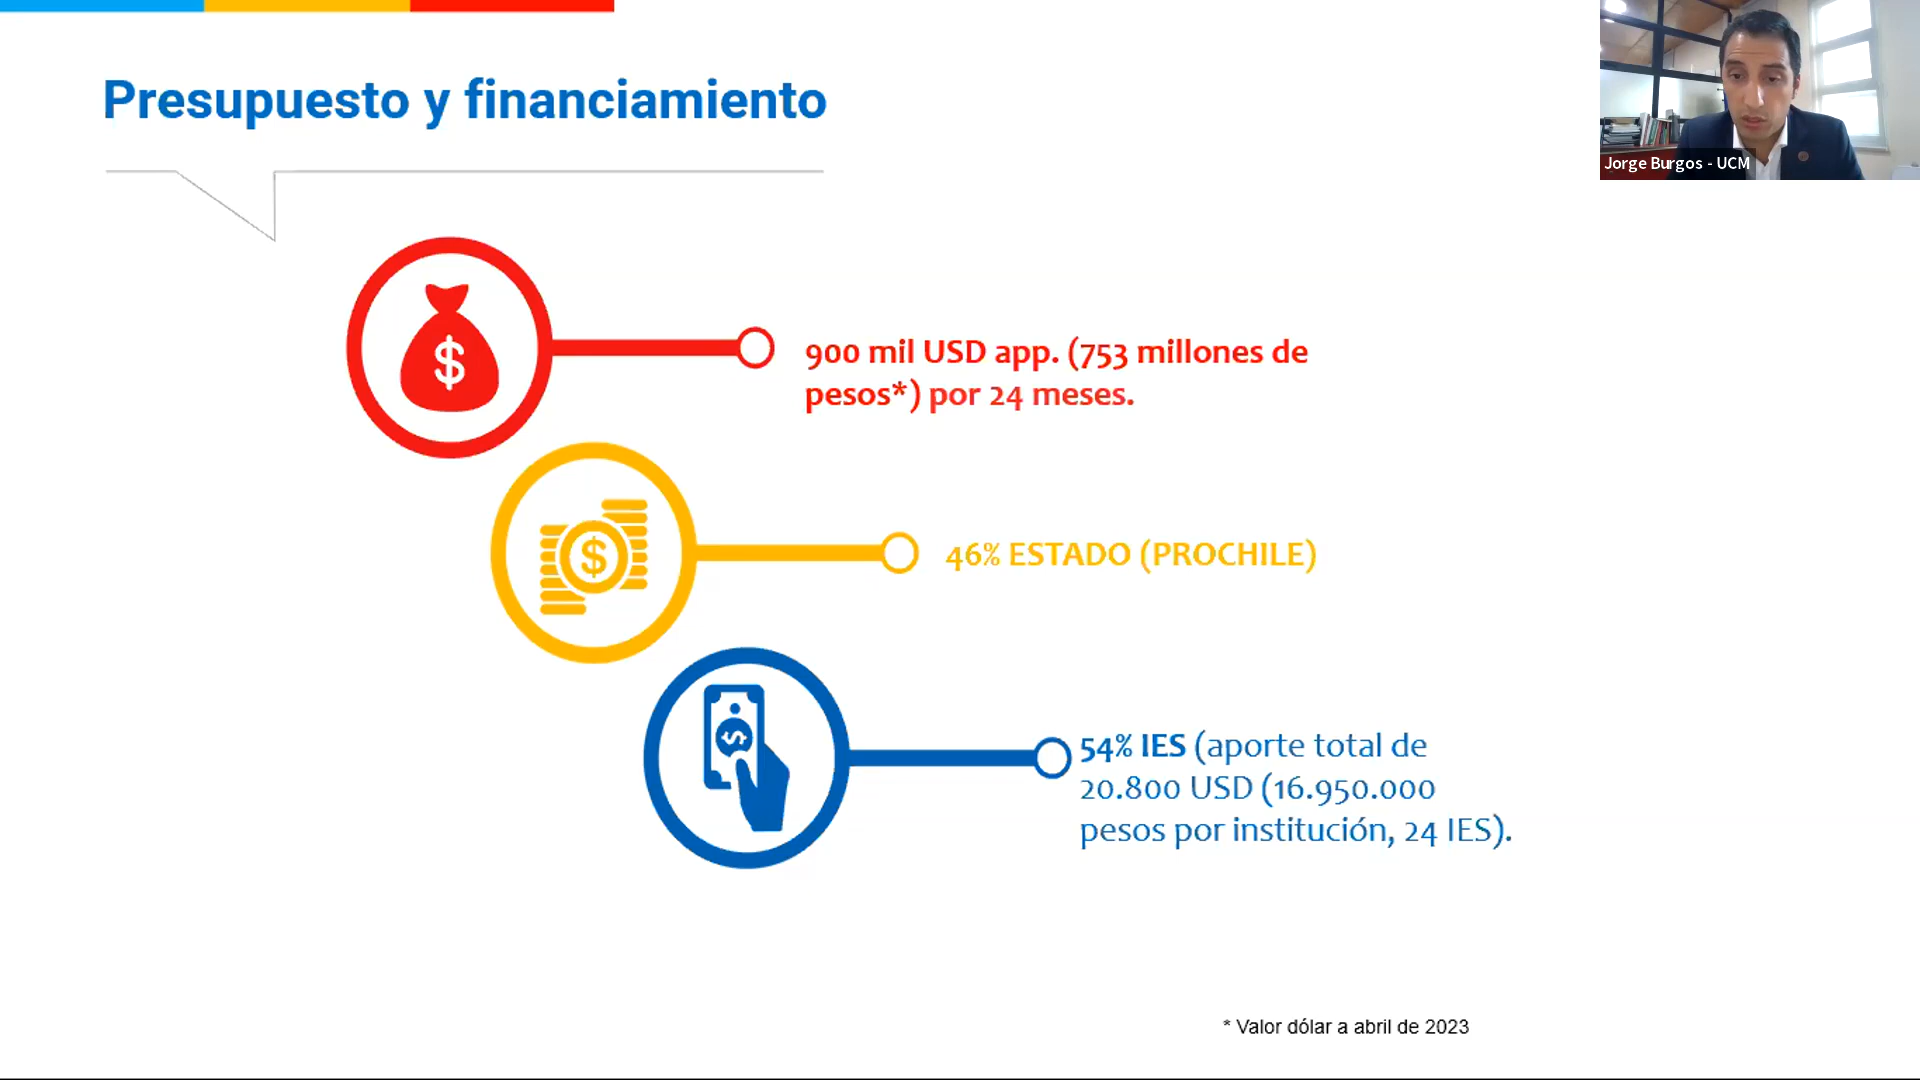 Presupuesto y financiamiento
Jorge Burgos - UCM
900 mil USD app. (753 millones de
pesos*) por 24 meses.
46% ESTADO (PROCHILE)
54% IES (aporte total de
20.800 USD (16.950.000
pesos por institución, 24 IES).
* Valor dólar a abril de 2023